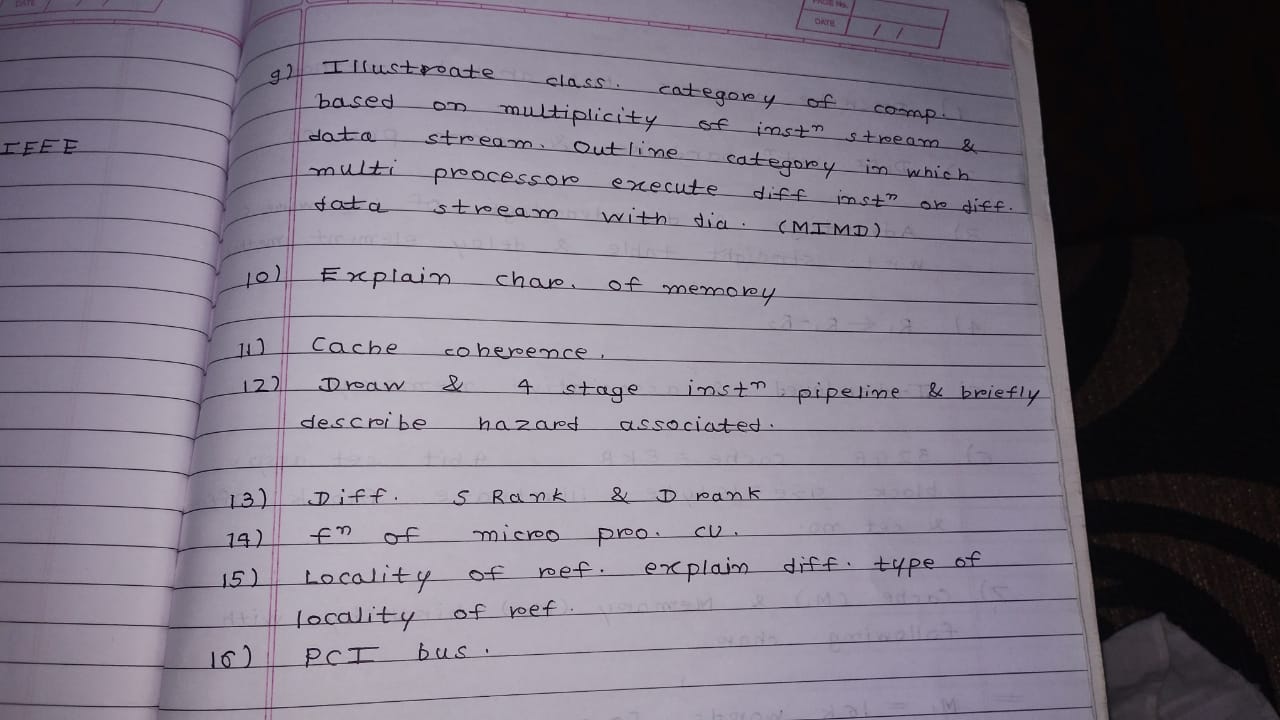 DATE
PAGE No.
DATE
IEEE
9) Illustroate class. category of comp.
based on multiplicity of instⁿ stream &
data stream. Outline category in which
multi proocessor execute diff instⁿ or diff.
data stream with dia. (MIMD)
10) Explain char. of memory
11) Cache coherence.
12) Draw & 4 stage instⁿ pipeline & briefly
describe hazard associated.
13) Diff. S Rank & D rank
14) fⁿ of micro pro. CU.
15) Locality of ref. explain diff. type of
locality of ref.
16) PCI bus.